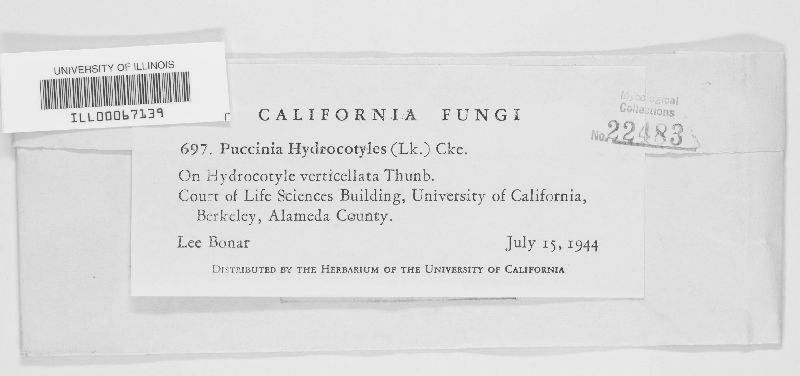 UNIVERSITY OF ILLINOIS
ILL00067139
CALIFORNIA FUNGI
Mycological
Collections
No. 22483
697. Puccinia Hydrocotyles (Lk.) Cke.
On Hydrocotyle verticellata Thunb.
Court of Life Sciences Building, University of California,
Berkeley, Alameda County.
Lee Bonar July 15, 1944
DISTRIBUTED BY THE HERBARIUM OF THE UNIVERSITY OF CALIFORNIA